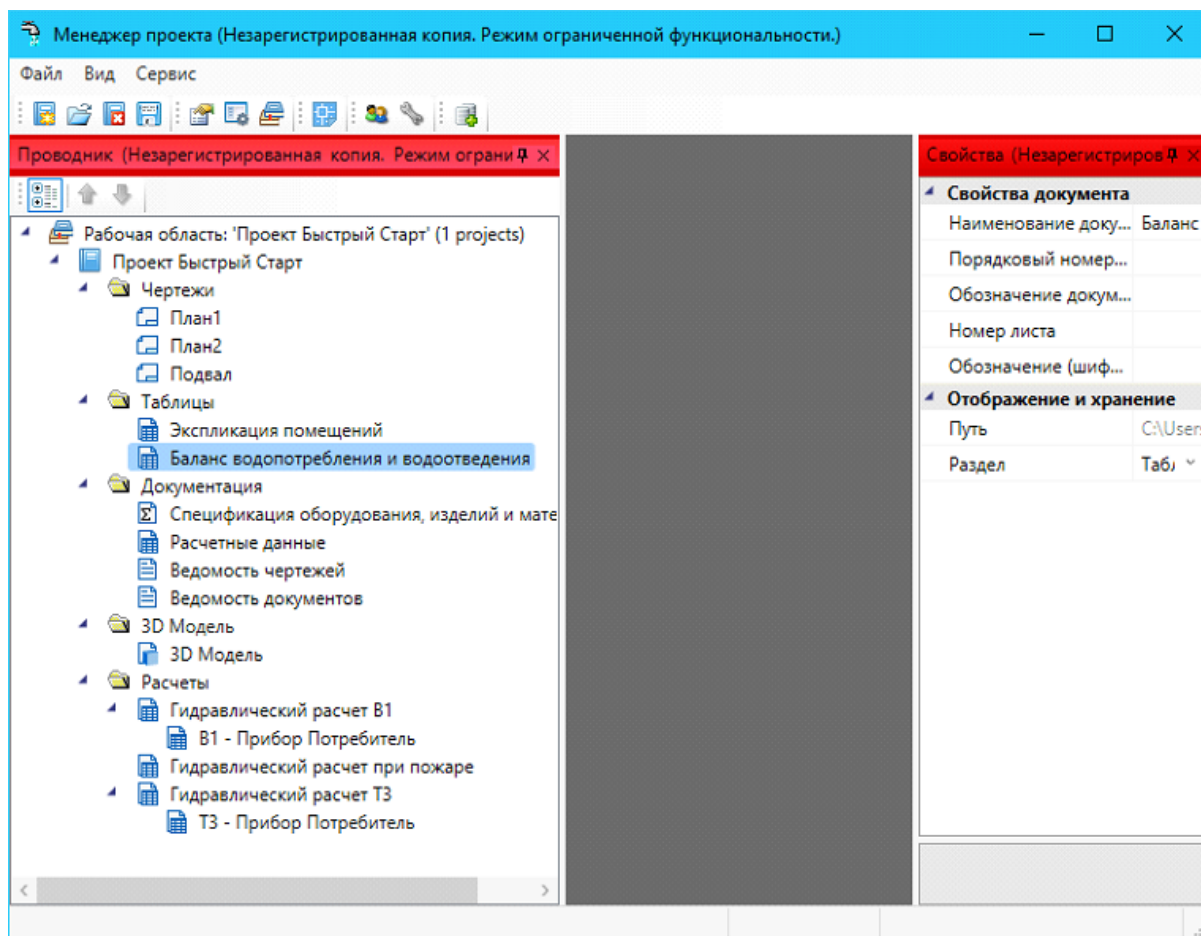 Менеджер проекта (Незарегистрированная копия. Режим ограниченной функциональности.)
Файл Вид Сервис
Проводник (Незарегистрированная копия. Режим ограни
Рабочая область: 'Проект Быстрый Старт' (1 projects)
Проект Быстрый Старт
Чертежи
План1
План2
Подвал
Таблицы
Экспликация помещений
Баланс водопотребления и водоотведения
Документация
Спецификация оборудования, изделий и мате
Расчетные данные
Ведомость чертежей
Ведомость документов
3D Модель
3D Модель
Расчеты
Гидравлический расчет В1
В1 - Прибор Потребитель
Гидравлический расчет при пожаре
Гидравлический расчет Т3
Т3 - Прибор Потребитель
Свойства (Незарегистриров
Свойства документа
Наименование доку... Баланс
Порядковый номер...
Обозначение докум...
Номер листа
Обозначение (шиф...
Отображение и хранение
Путь C:\Users
Раздел Табл